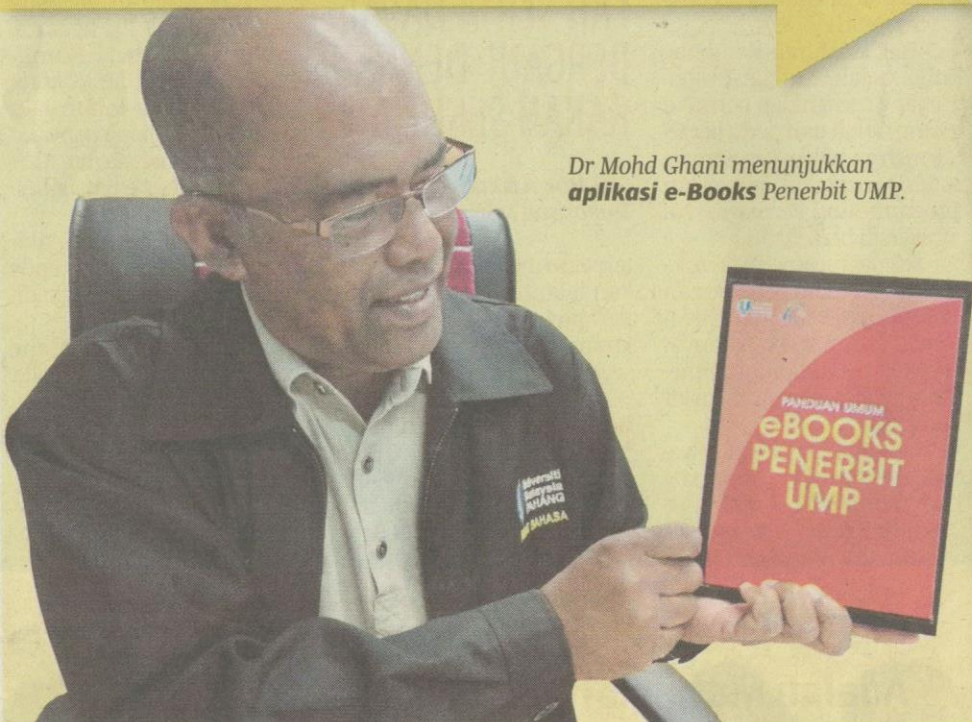 Dr Mohd Ghani menunjukkan
aplikasi e-Books Penerbit UMP.
PANDUAN UMUM
eBOOKS
PENERBIT
UMP
Universiti
Malaysia
PAHANG
BAHASA